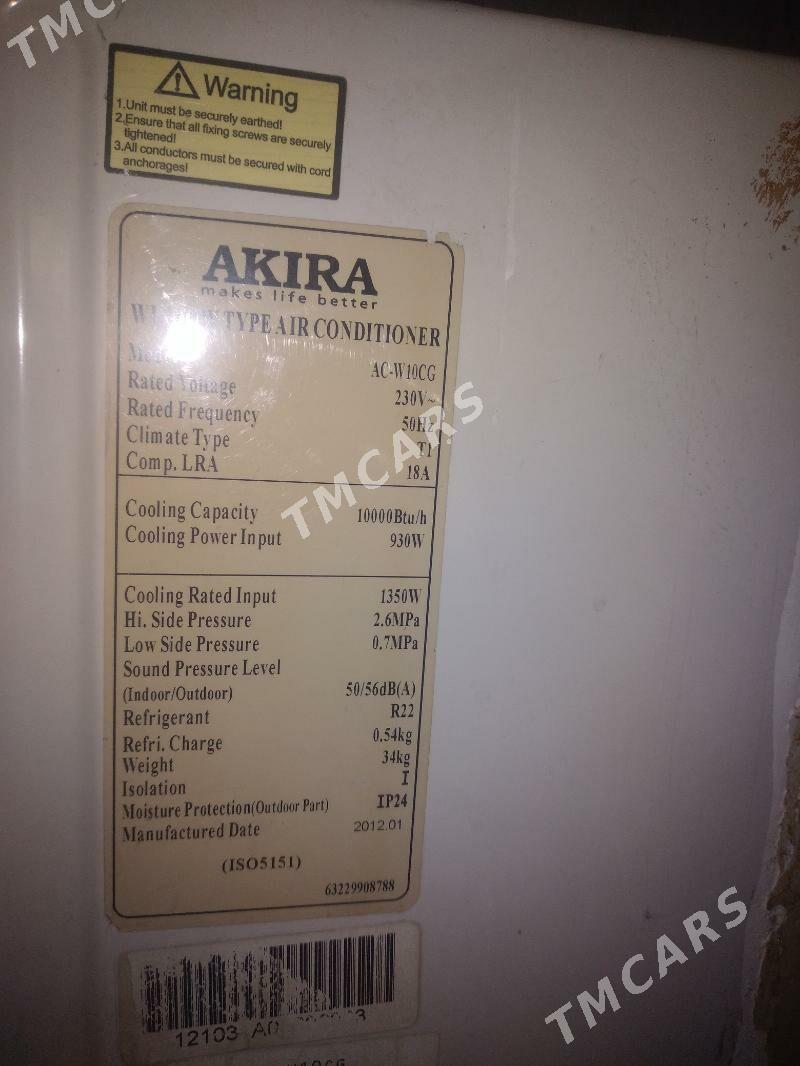 TMCARS
Warning
1.Unit must be securely earthed!
2.Ensure that all fixing screws are securely
tightened!
3.All conductors must be secured with cord
anchorages!
AKIRA
makes life better
TYPE AIR CONDITIONER
AC-W10CG
Rated Voltage 230V~
Rated Frequency 50Hz
Climate Type T1
Comp. LRA 18A
TMCARS
Cooling Capacity 10000Btu/h
Cooling Power Input 930W
Cooling Rated Input 1350W
Hi. Side Pressure 2.6MPa
Low Side Pressure 0.7MPa
Sound Pressure Level
(Indoor/Outdoor) 50/56dB(A)
Refrigerant R22
Refri. Charge 0.54kg
Weight 34kg
Isolation I
Moisture Protection(Outdoor Part) IP24
Manufactured Date 2012.01
(ISO5151)
63229908788
12103
TMCARS